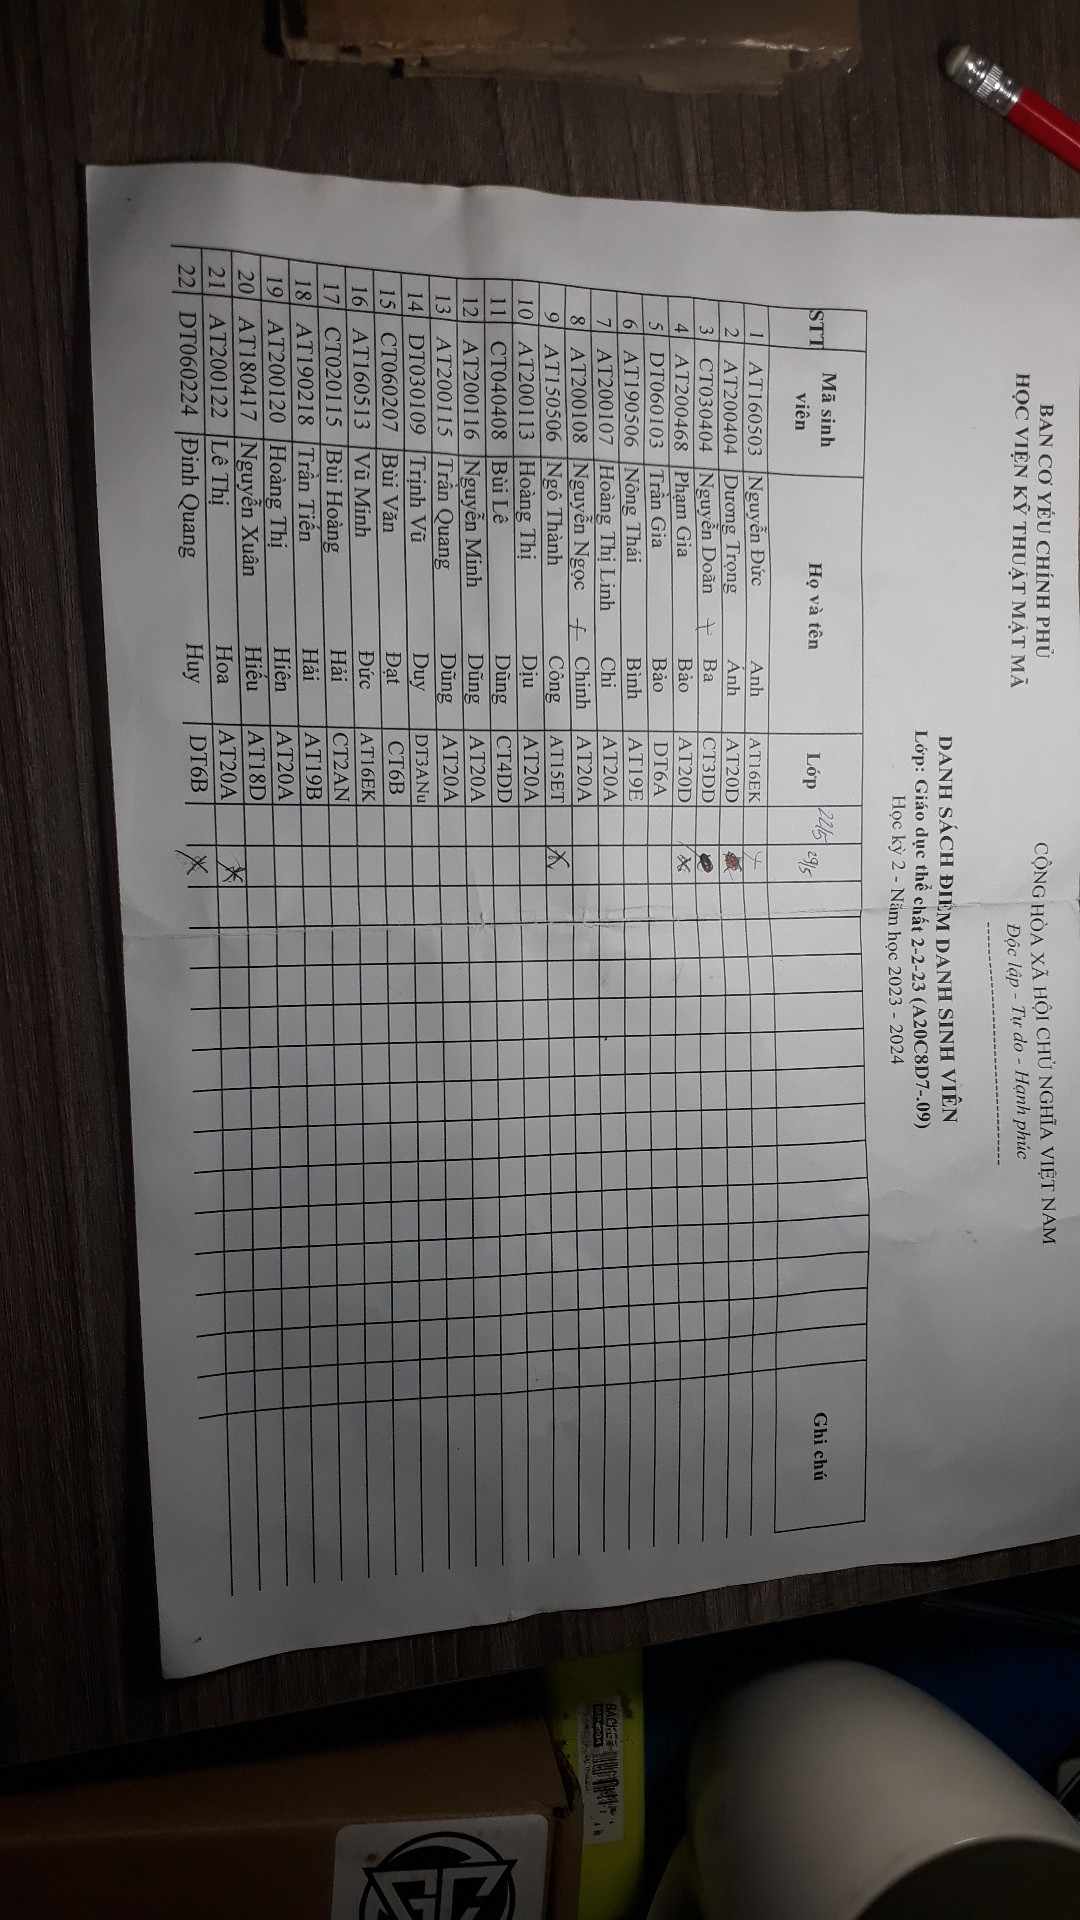 BAN CƠ YẾU CHÍNH PHỦ
HỌC VIỆN KỸ THUẬT MẬT MÃ
CỘNG HÒA XÃ HỘI CHỦ NGHĨA VIỆT NAM
Độc lập - Tự do - Hạnh phúc
DANH SÁCH ĐIỂM DANH SINH VIÊN
Lớp: Giáo dục thể chất 2-2-23 (A20C8D7-.09)
Học kỳ 2 - Năm học 2023 - 2024
STT Mã sinh viên Họ và tên Lớp 22/5 29/5 Ghi chú
1 AT160503 Nguyễn Đức Anh AT16EK
2 AT200404 Dương Trọng Ánh AT20D
3 CT030404 Nguyễn Doãn + Ba CT3DD
4 AT200468 Phạm Gia Bảo AT20D x
5 DT060103 Trần Gia Bảo DT6A
6 AT190506 Nông Thái Bình AT19E
7 AT200107 Hoàng Thị Linh Chi AT20A
8 AT200108 Nguyễn Ngọc + Chinh AT20A
9 AT150506 Ngô Thành Công AT15ET x
10 AT200113 Hoàng Thị Dịu AT20A
11 CT040408 Bùi Lê Dũng CT4DD
12 AT200116 Nguyễn Minh Dũng AT20A
13 AT200115 Trần Quang Dũng AT20A
14 DT030109 Trịnh Vũ Duy DT3ANu
15 CT060207 Bùi Văn Đạt CT6B
16 AT160513 Vũ Minh Đức AT16EK
17 CT020115 Bùi Hoàng Hải CT2AN
18 AT190218 Trần Tiến Hải AT19B
19 AT200120 Hoàng Thị Hiên AT20A
20 AT180417 Nguyễn Xuân Hiếu AT18D
21 AT200122 Lê Thị Hoa AT20A x
22 DT060224 Đinh Quang Huy DT6B x